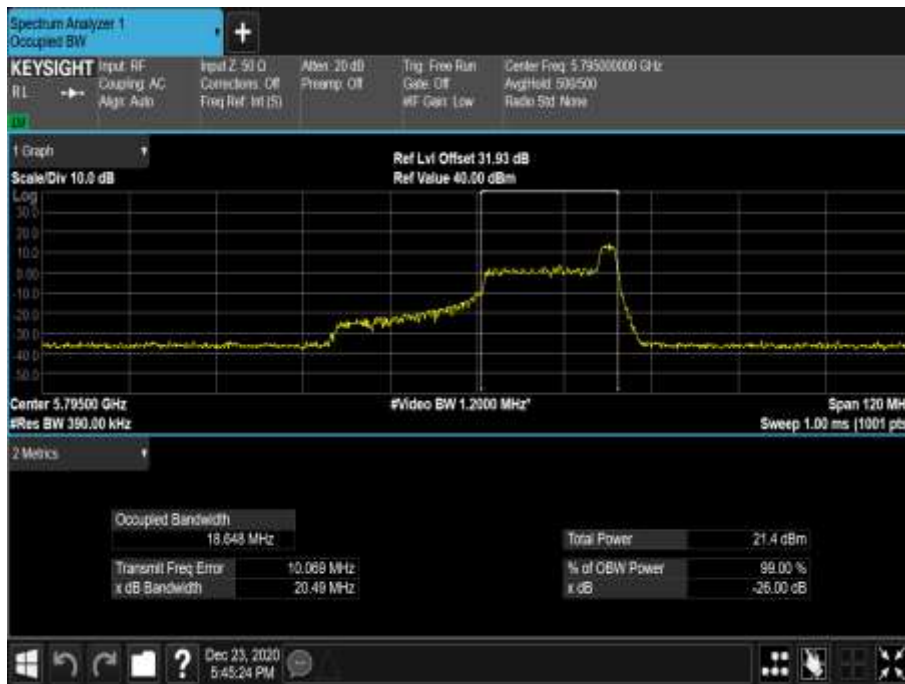 Spectrum Analyzer 1
Occupied BW
+
KEYSIGHT Input: RF Input Z: 50 Ω Atten: 20 dB Trig: Free Run Center Freq: 5.795000000 GHz
RL Coupling: AC Corrections: Off Preamp: Off Gate: Off Avg|Hold: 500/500
Align: Auto Freq Ref: Int (S) #IF Gain: Low Radio Std: None
1 Graph
Ref Lvl Offset 31.93 dB
Scale/Div 10.0 dB Ref Value 40.00 dBm
Log
30.0
20.0
10.0
0.00
-10.0
-20.0
-30.0
-40.0
-50.0
Center 5.79500 GHz #Video BW 1.2000 MHz* Span 120 MH
#Res BW 390.00 kHz Sweep 1.00 ms (1001 pts
2 Metrics
Occupied Bandwidth
18.648 MHz Total Power 21.4 dBm
Transmit Freq Error 10.069 MHz % of OBW Power 99.00 %
x dB Bandwidth 20.49 MHz x dB -26.00 dB
? Dec 23, 2020
5:45:24 PM